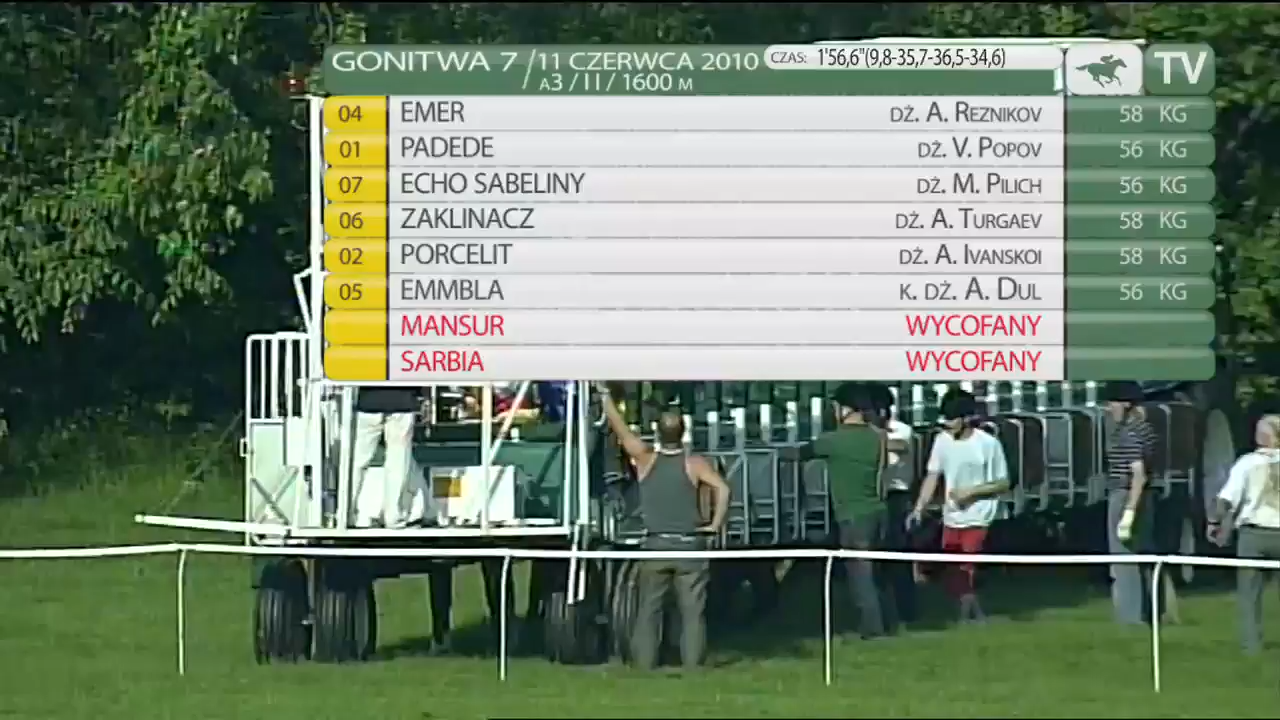 GONITWA 7 / 11 CZERWCA 2010 CZAS: 1'56,6"(9,8-35,7-36,5-34,6) TV
A3 / II / 1600 M
04 EMER DŻ. A. REZNIKOV 58 KG
01 PADEDE DŻ. V. POPOV 56 KG
07 ECHO SABELINY DŻ. M. PILICH 56 KG
06 ZAKLINACZ DŻ. A. TURGAEV 58 KG
02 PORCELIT DŻ. A. IVANSKOI 58 KG
05 EMMBLA K. DŻ. A. DUL 56 KG
MANSUR WYCOFANY
SARBIA WYCOFANY